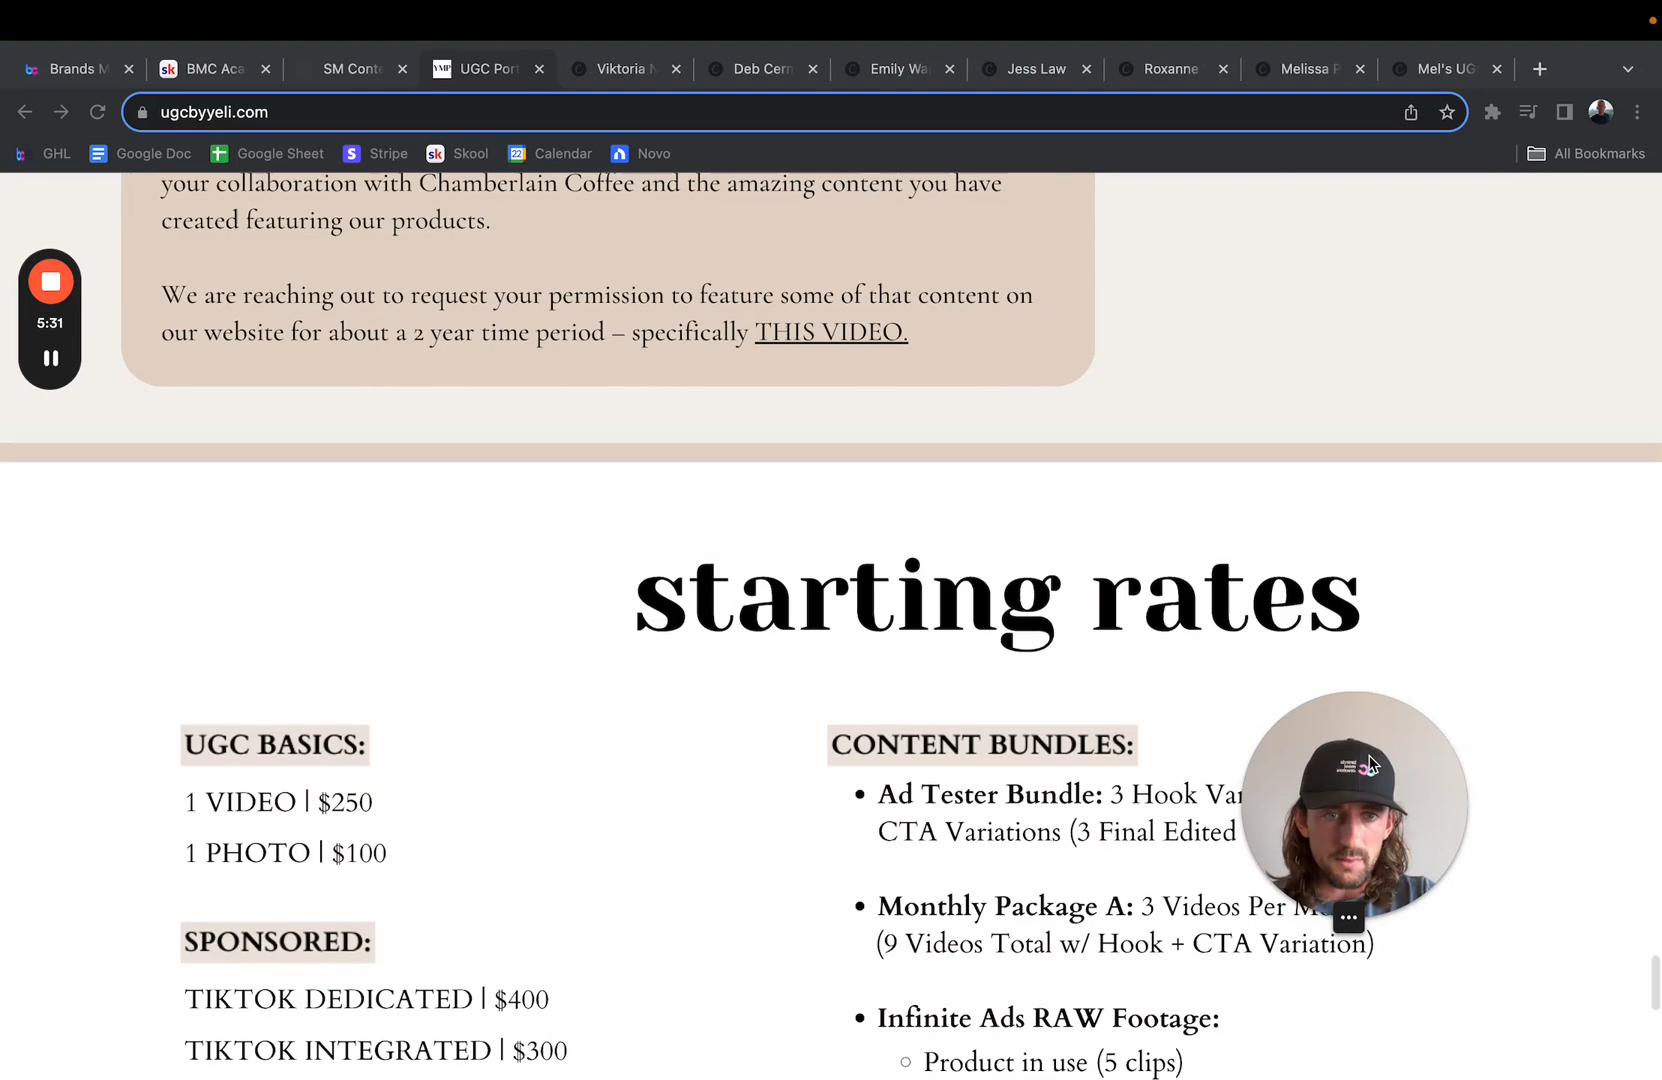 Brands M
BMC Aca
SM Conte
UGC Port
Viktoria
Deb Cern
Emily Wa
Jess Law
Roxanne
Melissa
Mel's UG
ugcbyyeli.com
GHL
Google Doc
Google Sheet
Stripe
Skool
Calendar
Novo
All Bookmarks
your collaboration with Chamberlain Coffee and the amazing content you have
created featuring our products.
We are reaching out to request your permission to feature some of that content on
our website for about a 2 year time period – specifically THIS VIDEO.
5:31
starting rates
UGC BASICS:
1 VIDEO | $250
1 PHOTO | $100
SPONSORED:
TIKTOK DEDICATED | $400
TIKTOK INTEGRATED | $300
CONTENT BUNDLES:
• Ad Tester Bundle: 3 Hook Var
CTA Variations (3 Final Edited
• Monthly Package A: 3 Videos Per M
(9 Videos Total w/ Hook + CTA Variation)
• Infinite Ads RAW Footage:
○ Product in use (5 clips)